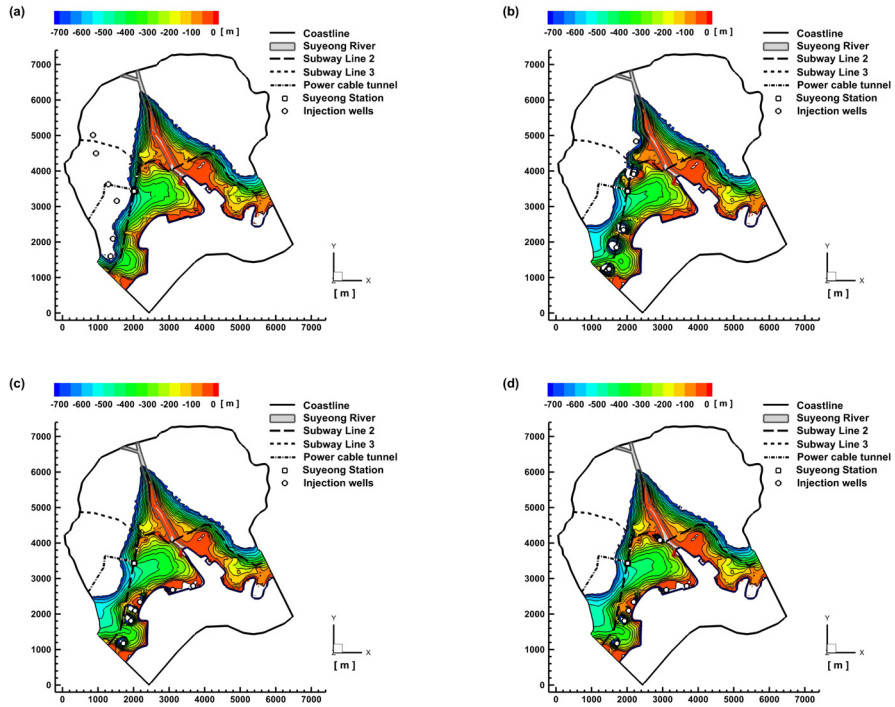 (a)
-700 -600 -500 -400 -300 -200 -100 0 [ m ]
Coastline
Suyeong River
Subway Line 2
Subway Line 3
Power cable tunnel
Suyeong Station
Injection wells
7000
6000
5000
4000
3000
2000
1000
0
0 1000 2000 3000 4000 5000 6000 7000
Y
X
[ m ]
(b)
-700 -600 -500 -400 -300 -200 -100 0 [ m ]
Coastline
Suyeong River
Subway Line 2
Subway Line 3
Power cable tunnel
Suyeong Station
Injection wells
7000
6000
5000
4000
3000
2000
1000
0
0 1000 2000 3000 4000 5000 6000 7000
Y
X
[ m ]
(c)
-700 -600 -500 -400 -300 -200 -100 0 [ m ]
Coastline
Suyeong River
Subway Line 2
Subway Line 3
Power cable tunnel
Suyeong Station
Injection wells
7000
6000
5000
4000
3000
2000
1000
0
0 1000 2000 3000 4000 5000 6000 7000
Y
X
[ m ]
(d)
-700 -600 -500 -400 -300 -200 -100 0 [ m ]
Coastline
Suyeong River
Subway Line 2
Subway Line 3
Power cable tunnel
Suyeong Station
Injection wells
7000
6000
5000
4000
3000
2000
1000
0
0 1000 2000 3000 4000 5000 6000 7000
Y
X
[ m ]